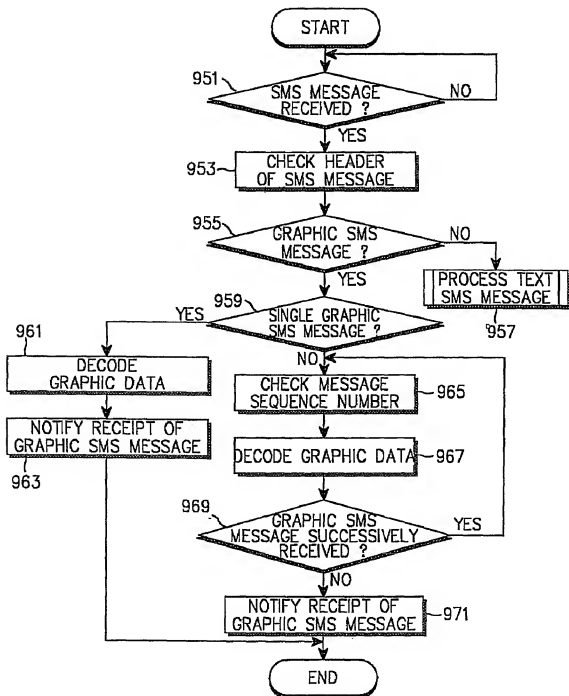 START
951
SMS MESSAGE
RECEIVED ?
NO
YES
953
CHECK HEADER
OF SMS MESSAGE
955
GRAPHIC SMS
MESSAGE ?
NO
YES
PROCESS TEXT
SMS MESSAGE
957
959
YES
SINGLE GRAPHIC
SMS MESSAGE ?
NO
961
DECODE
GRAPHIC DATA
NOTIFY RECEIPT OF
GRAPHIC SMS MESSAGE
963
CHECK MESSAGE
SEQUENCE NUMBER
965
DECODE GRAPHIC DATA
967
969
GRAPHIC SMS
MESSAGE SUCCESSIVELY
RECEIVED ?
YES
NO
NOTIFY RECEIPT OF
GRAPHIC SMS MESSAGE
971
END